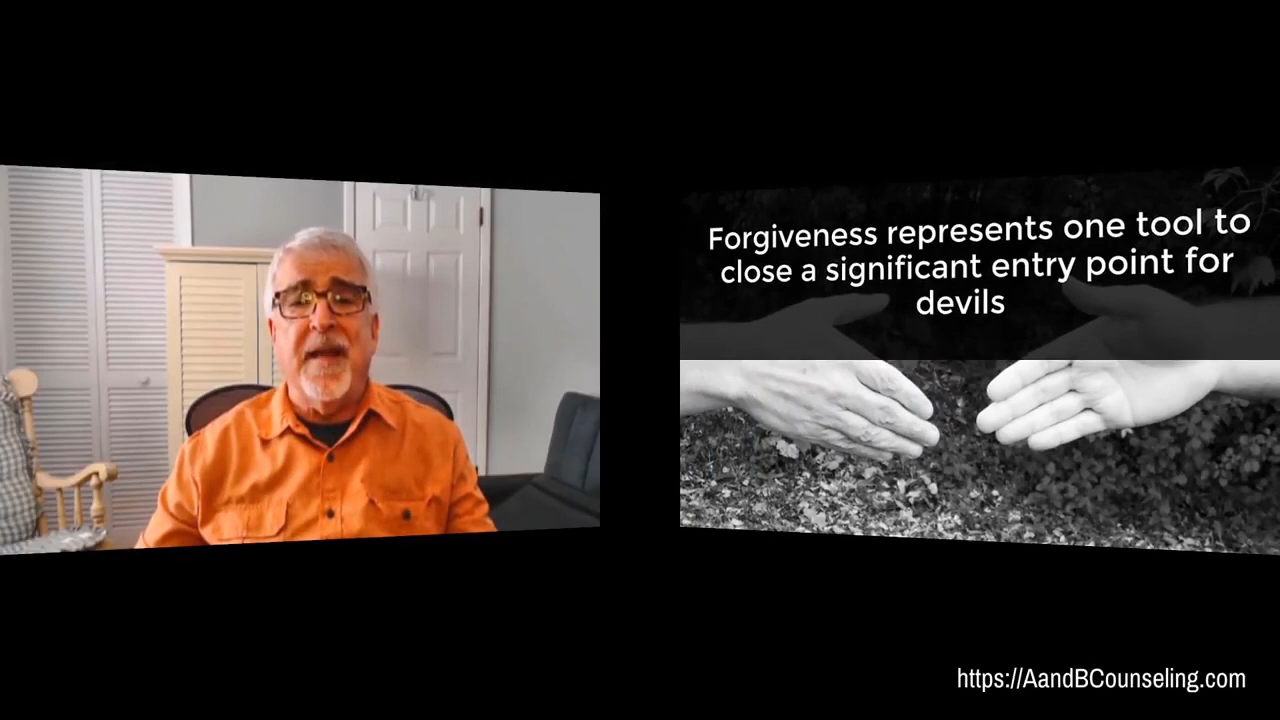 Forgiveness represents one tool to
close a significant entry point for
devils
https://AandBCounseling.com